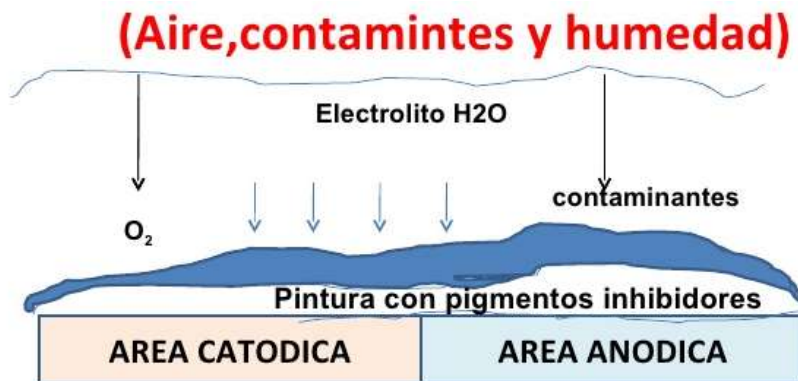 (Aire,contamintes y humedad)
Electrolito H2O
contaminantes
O₂
Pintura con pigmentos inhibidores
AREA CATODICA
AREA ANODICA